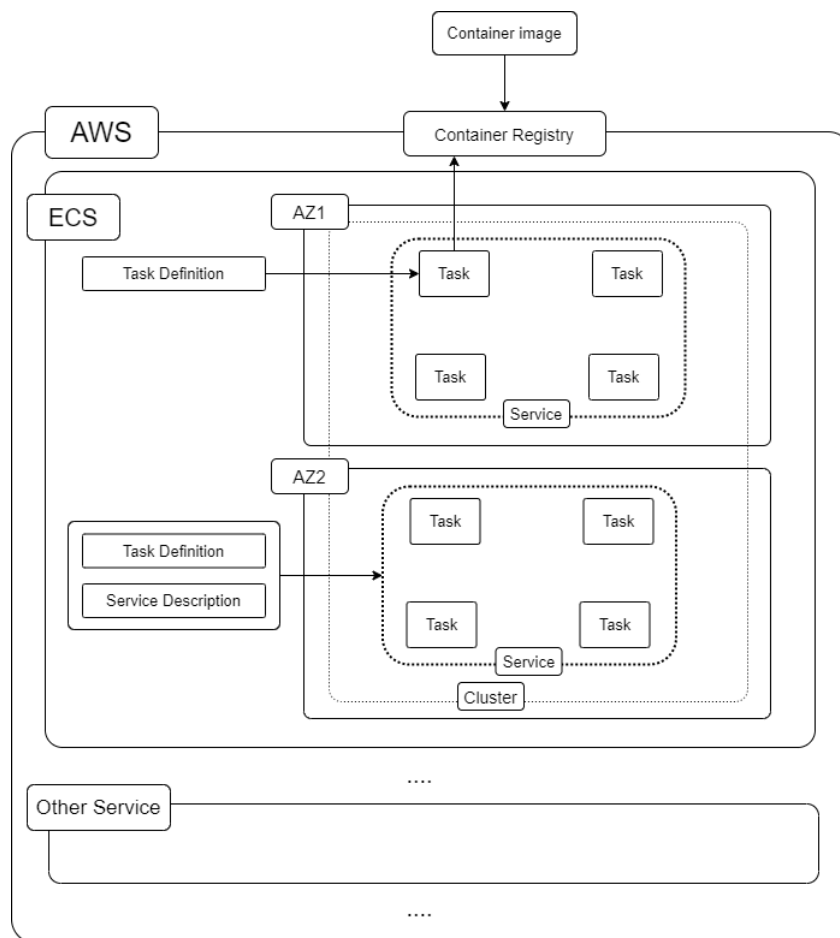 Container image
AWS
Container Registry
ECS
AZ1
Task Definition
Task
Task
Task
Task
Service
AZ2
Task
Task
Task Definition
Service Description
Task
Task
Service
Cluster
....
Other Service
....